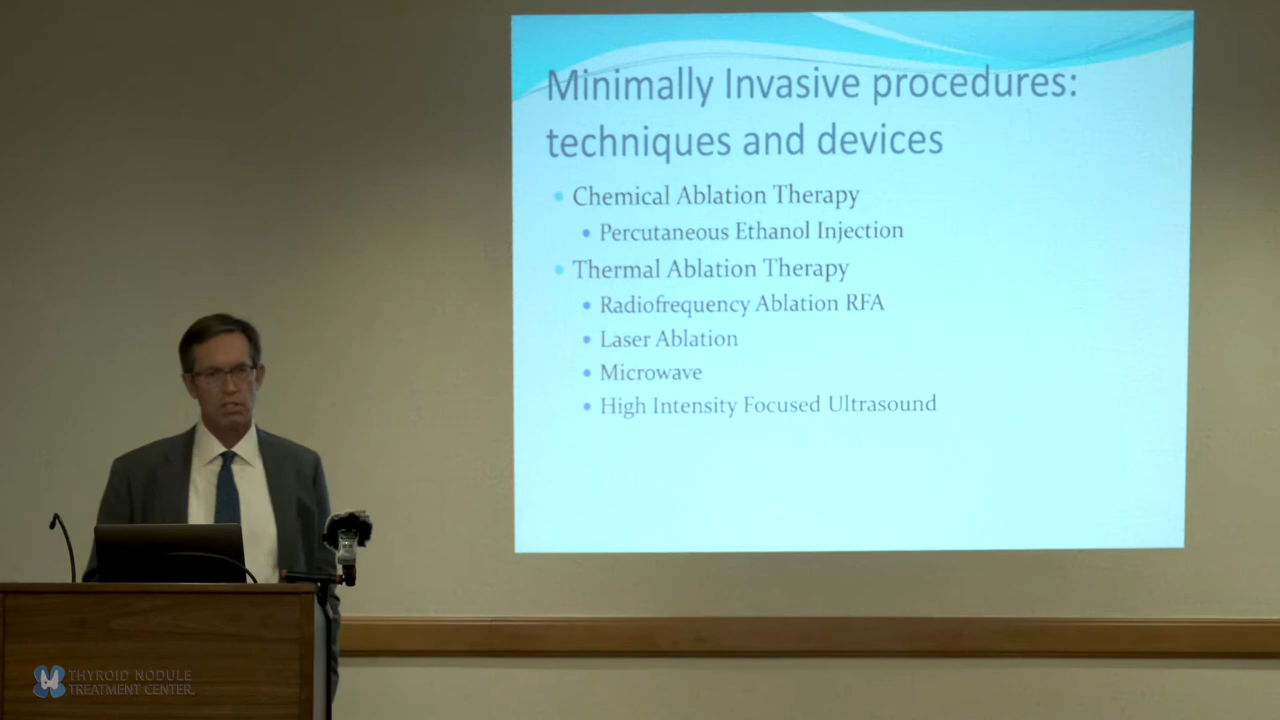 Minimally Invasive procedures:
techniques and devices
• Chemical Ablation Therapy
• Percutaneous Ethanol Injection
• Thermal Ablation Therapy
• Radiofrequency Ablation RFA
• Laser Ablation
• Microwave
• High Intensity Focused Ultrasound
THYROID NODULE
TREATMENT CENTER